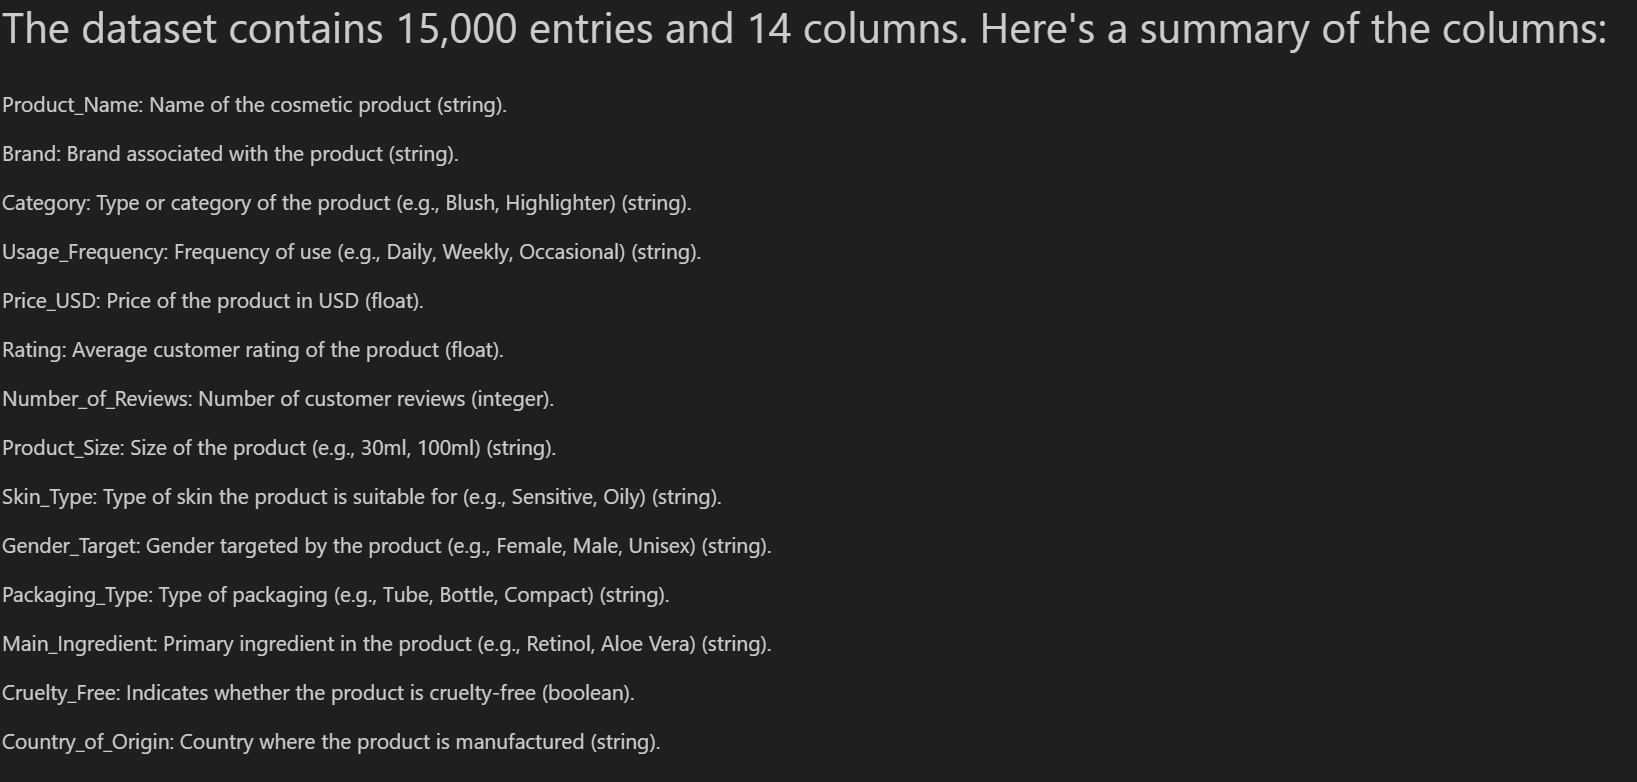 The dataset contains 15,000 entries and 14 columns. Here's a summary of the columns:
Product_Name: Name of the cosmetic product (string).
Brand: Brand associated with the product (string).
Category: Type or category of the product (e.g., Blush, Highlighter) (string).
Usage_Frequency: Frequency of use (e.g., Daily, Weekly, Occasional) (string).
Price_USD: Price of the product in USD (float).
Rating: Average customer rating of the product (float).
Number_of_Reviews: Number of customer reviews (integer).
Product_Size: Size of the product (e.g., 30ml, 100ml) (string).
Skin_Type: Type of skin the product is suitable for (e.g., Sensitive, Oily) (string).
Gender_Target: Gender targeted by the product (e.g., Female, Male, Unisex) (string).
Packaging_Type: Type of packaging (e.g., Tube, Bottle, Compact) (string).
Main_Ingredient: Primary ingredient in the product (e.g., Retinol, Aloe Vera) (string).
Cruelty_Free: Indicates whether the product is cruelty-free (boolean).
Country_of_Origin: Country where the product is manufactured (string).